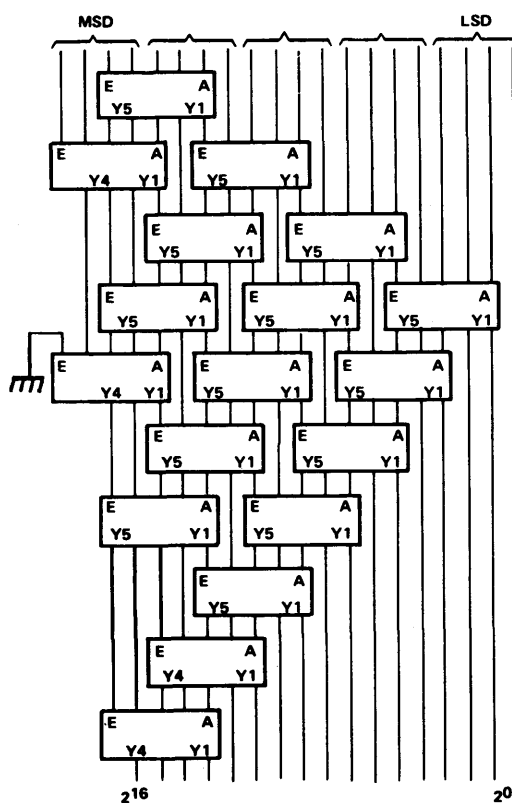 MSD LSD
E A
Y5 Y1
E A E A
Y4 Y1 Y5 Y1
E A E A
Y5 Y1 Y5 Y1
E A E A E A
Y5 Y1 Y5 Y1 Y5 Y1
E A E A E A
Y4 Y1 Y5 Y1 Y5 Y1
E A E A
Y5 Y1 Y5 Y1
E A E A
Y5 Y1 Y5 Y1
E A
Y5 Y1
E A
Y4 Y1
E A
Y4 Y1
2¹⁶ 2⁰